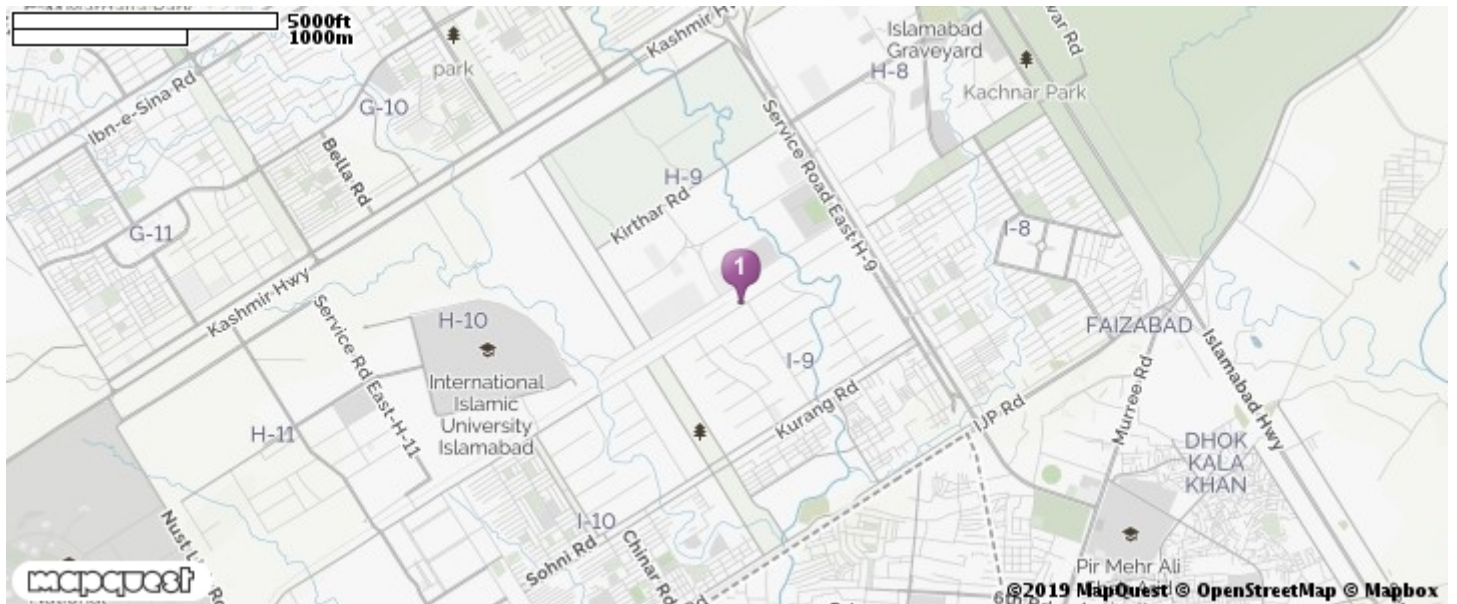 5000ft
1000m
park
Kashmir Hw
Islamabad
Graveyard
H-8
Kachnar Park
Ibn-e-Sina Rd
G-10
Bella Rd
G-11
Kashmir Hwy
H-9
Kirthar Rd
Service Road East H-9
1
I-8
FAIZABAD
Islamabad Hwy
Murree Rd
DHOK
KALA
KHAN
Service Rd East-H-11
H-10
International
Islamic
University
Islamabad
H-11
I-9
Kurang Rd
IJP Rd
I-10
Sohni Rd
Chinar Rd
Pir Mehr Ali
mapquest
©2019 MapQuest © OpenStreetMap © Mapbox